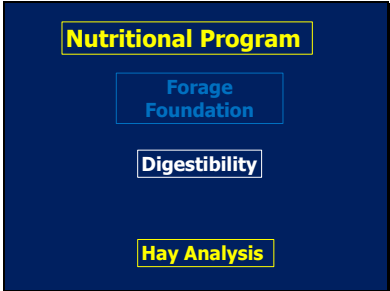 Nutritional Program
Forage
Foundation
Digestibility
Hay Analysis